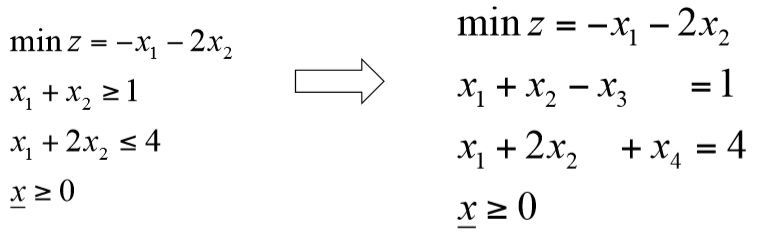 min z = −x₁ − 2x₂
x₁ + x₂ ≥ 1
x₁ + 2x₂ ≤ 4
x ≥ 0
min z = −x₁ − 2x₂
x₁ + x₂ − x₃ = 1
x₁ + 2x₂ + x₄ = 4
x ≥ 0